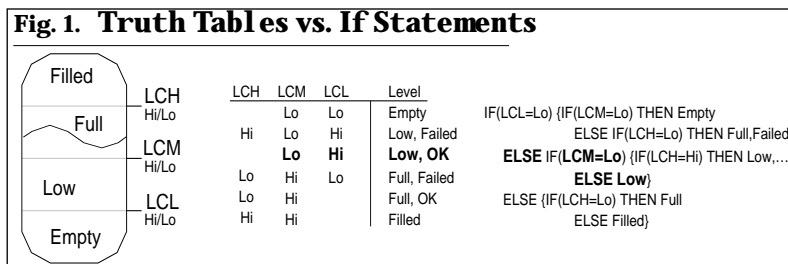 Fig. 1. Truth Tables vs. If Statements
Filled
LCH
Hi/Lo
Full
LCM
Hi/Lo
Low
LCL
Hi/Lo
Empty
LCH LCM LCL Level
Lo Lo Empty IF(LCL=Lo) {IF(LCM=Lo) THEN Empty
Hi Lo Hi Low, Failed ELSE IF(LCH=Lo) THEN Full,Failed
Lo Hi Low, OK ELSE IF(LCM=Lo) {IF(LCH=Hi) THEN Low,...
Lo Hi Lo Full, Failed ELSE Low}
Lo Hi Full, OK ELSE {IF(LCH=Lo) THEN Full
Hi Hi Filled ELSE Filled}